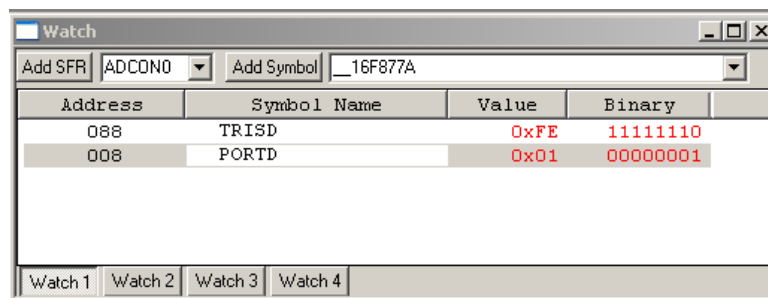 Watch
Add SFR ADCON0 Add Symbol __16F877A
Address Symbol Name Value Binary
088 TRISD 0xFE 11111110
008 PORTD 0x01 00000001
Watch 1 Watch 2 Watch 3 Watch 4